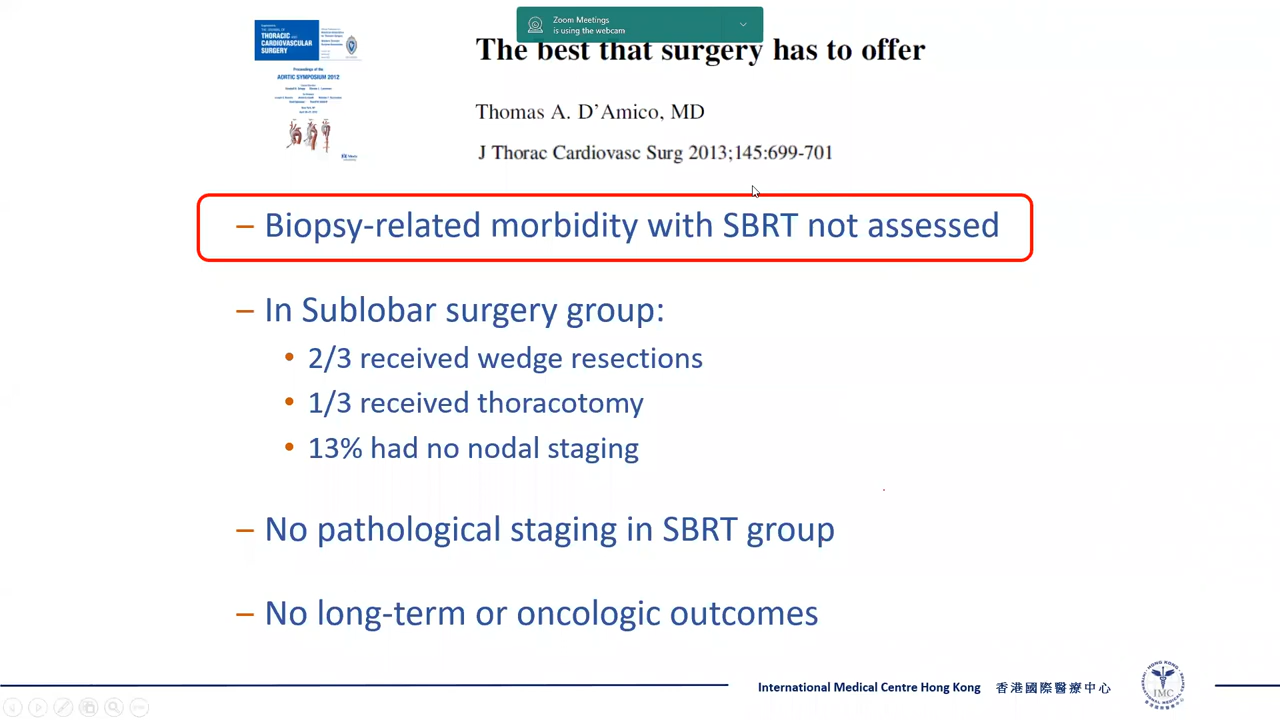 Zoom Meetings
is using the webcam
THORACIC AND
CARDIOVASCULAR
SURGERY
Proceedings of the
AORTIC SYMPOSIUM 2012
The best that surgery has to offer
Thomas A. D'Amico, MD
J Thorac Cardiovasc Surg 2013;145:699-701
– Biopsy-related morbidity with SBRT not assessed
– In Sublobar surgery group:
• 2/3 received wedge resections
• 1/3 received thoracotomy
• 13% had no nodal staging
– No pathological staging in SBRT group
– No long-term or oncologic outcomes
International Medical Centre Hong Kong 香港國際醫療中心
IMC